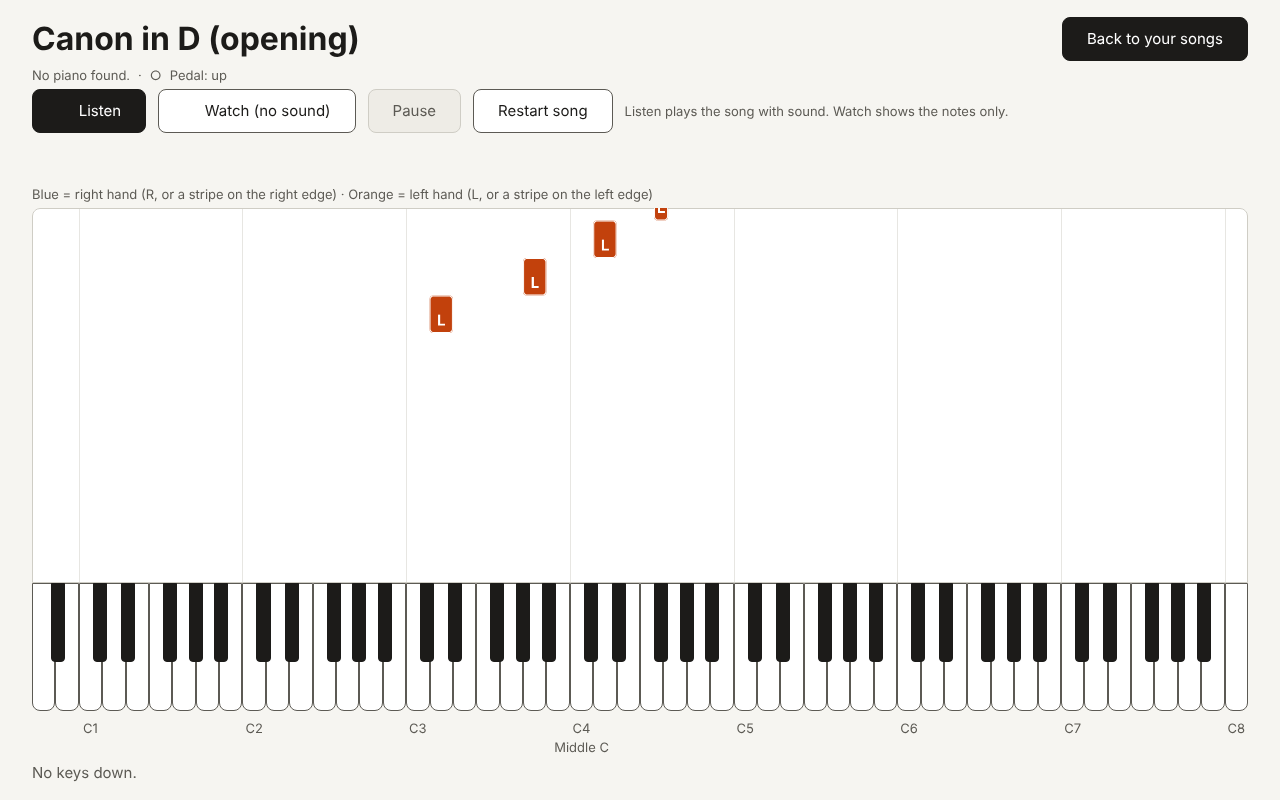 Canon in D (opening)
Back to your songs
No piano found. · Pedal: up
Listen
Watch (no sound)
Pause
Restart song
Listen plays the song with sound. Watch shows the notes only.
Blue = right hand (R, or a stripe on the right edge) · Orange = left hand (L, or a stripe on the left edge)
L
L
L
L
C1 C2 C3 C4 C5 C6 C7 C8
Middle C
No keys down.